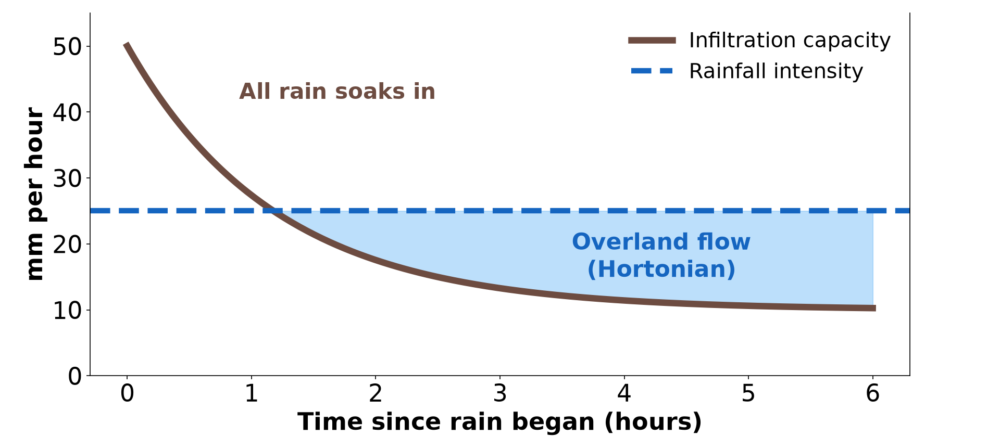 Infiltration capacity
Rainfall intensity
All rain soaks in
Overland flow
(Hortonian)
mm per hour
50
40
30
20
10
0
0 1 2 3 4 5 6
Time since rain began (hours)